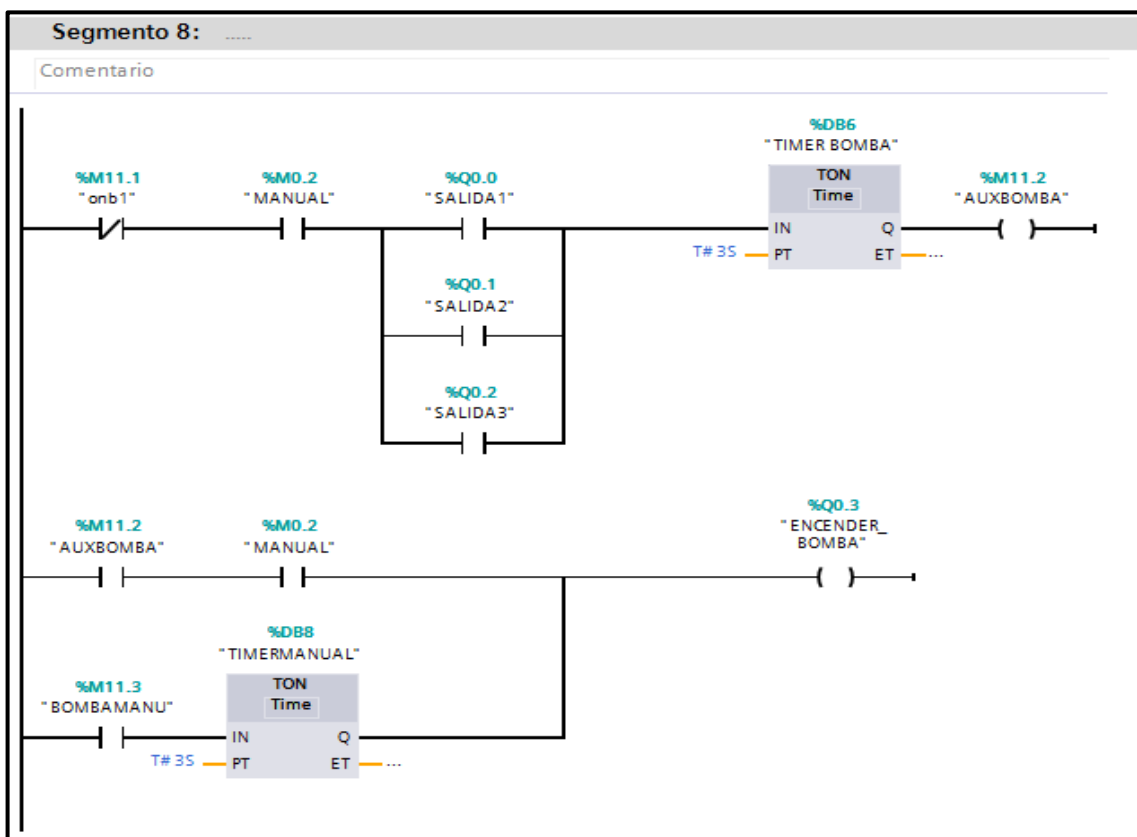 Segmento 8: .....
Comentario
%DB6
"TIMER BOMBA"
%M11.1
"onb1"
%M0.2
"MANUAL"
%Q0.0
"SALIDA1"
TON
Time
%M11.2
"AUXBOMBA"
IN
Q
T# 3S
PT
ET
...
%Q0.1
"SALIDA2"
%Q0.2
"SALIDA3"
%M11.2
"AUXBOMBA"
%M0.2
"MANUAL"
%Q0.3
"ENCENDER_
BOMBA"
%DB8
"TIMERMANUAL"
%M11.3
"BOMBAMANU"
TON
Time
IN
Q
T# 3S
PT
ET
...